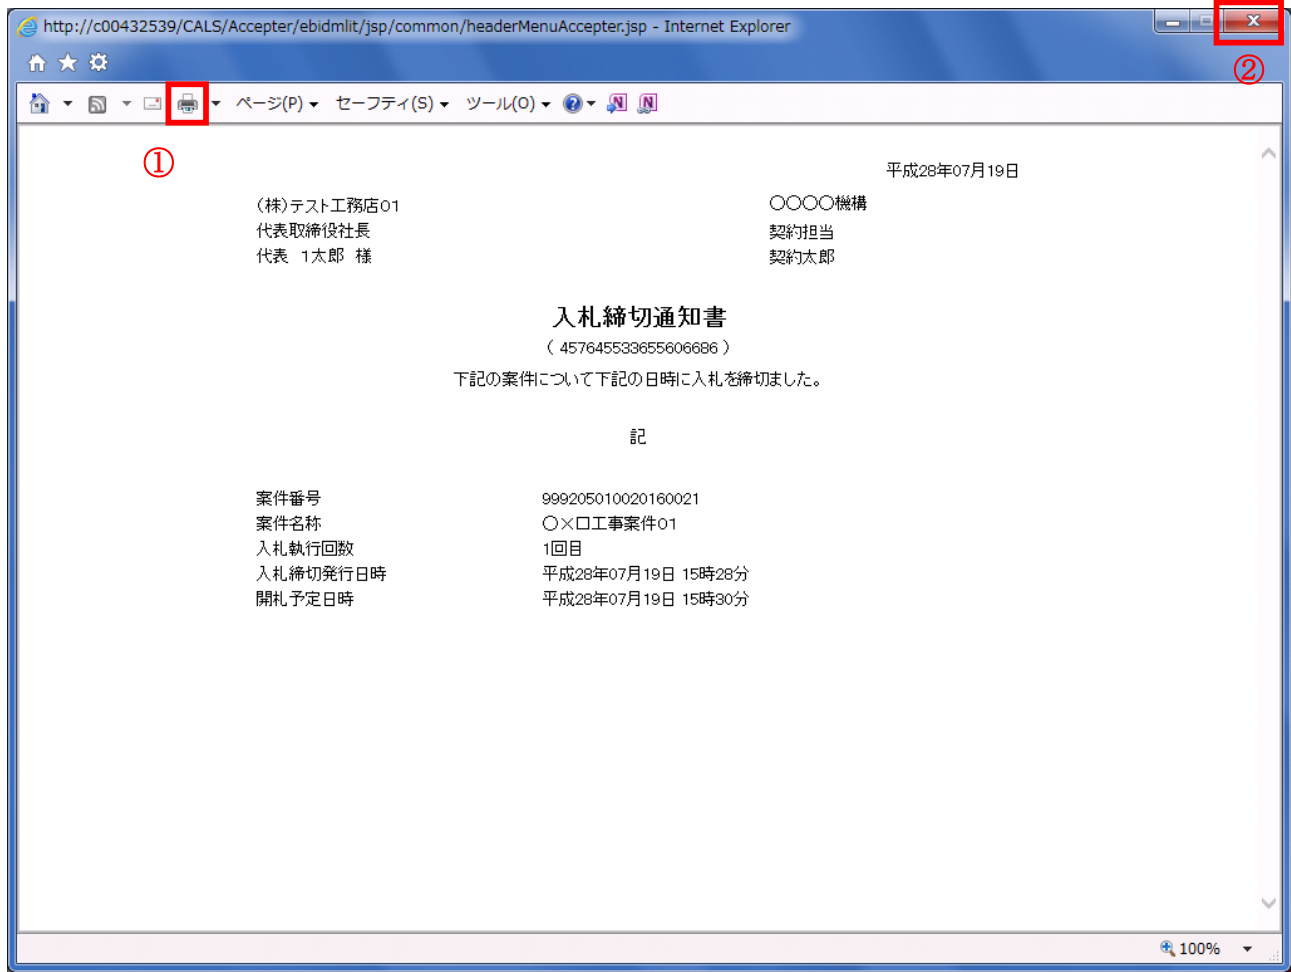 http://c00432539/CALS/Accepter/ebidmlit/jsp/common/headerMenuAccepter.jsp - Internet Explorer
②
ページ(P) セーフティ(S) ツール(O)
①
平成28年07月19日
(株)テスト工務店01
代表取締役社長
代表 1太郎 様
〇〇〇〇機構
契約担当
契約太郎
入札締切通知書
( 457645533655606686 )
下記の案件について下記の日時に入札を締切ました。
記
案件番号 999205010020160021
案件名称 〇×口工事案件01
入札執行回数 1回目
入札締切発行日時 平成28年07月19日 15時28分
開札予定日時 平成28年07月19日 15時30分
100%